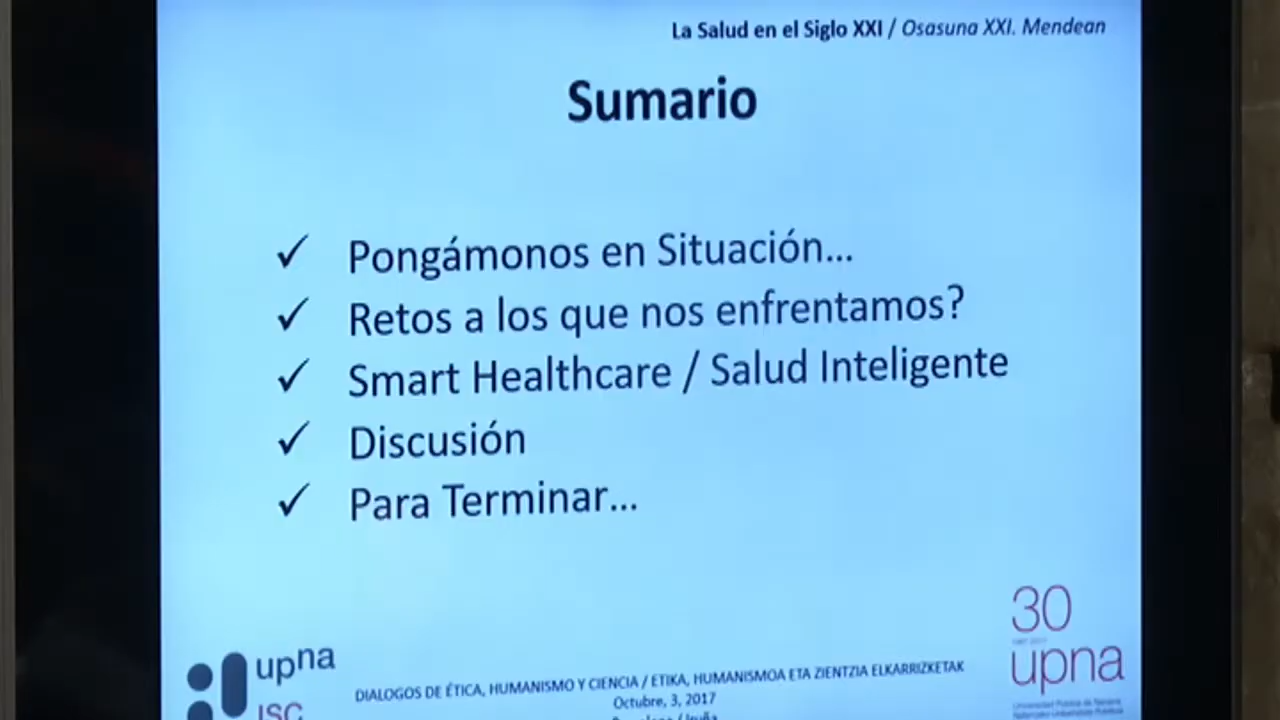 La Salud en el Siglo XXI / Osasuna XXI. Mendean
Sumario
✓ Pongámonos en Situación...
✓ Retos a los que nos enfrentamos?
✓ Smart Healthcare / Salud Inteligente
✓ Discusión
✓ Para Terminar...
upna
ISC
DIALOGOS DE ÉTICA, HUMANISMO Y CIENCIA / ETIKA, HUMANISMOA ETA ZIENTZIA ELKARRIZKETAK
Octubre, 3, 2017
30
upna